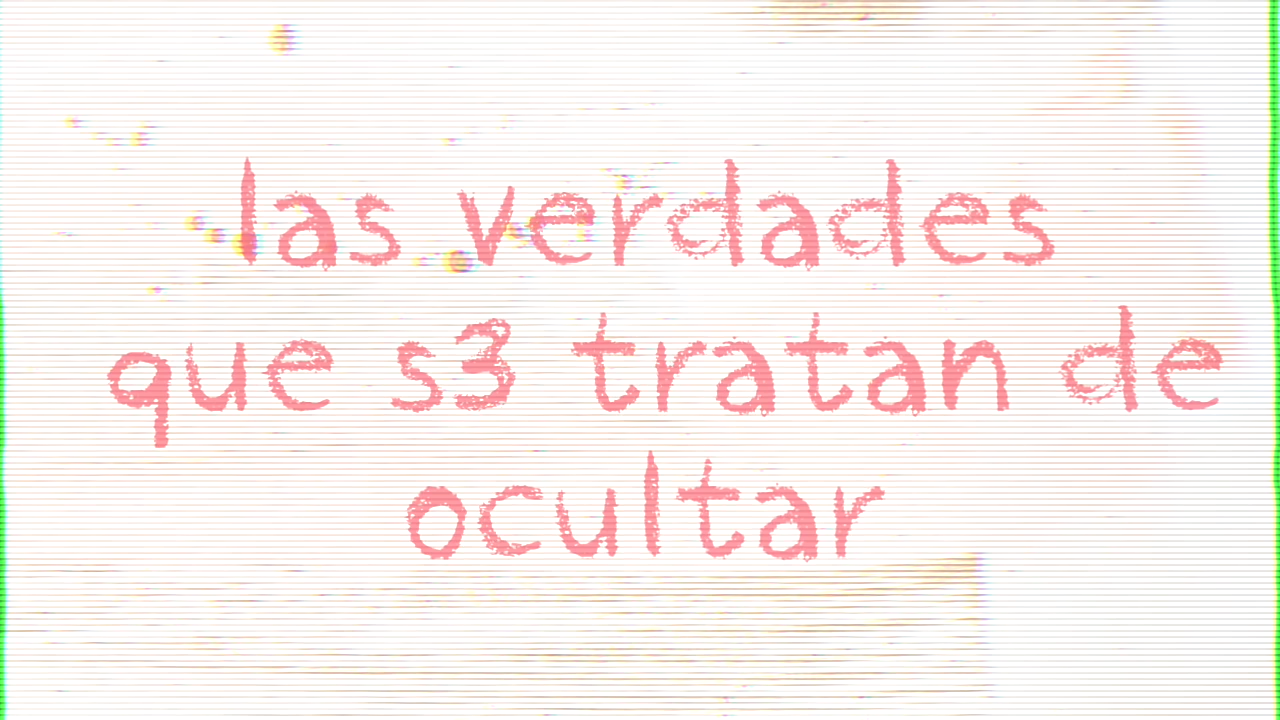 las verdades
que s3 tratan de
ocultar